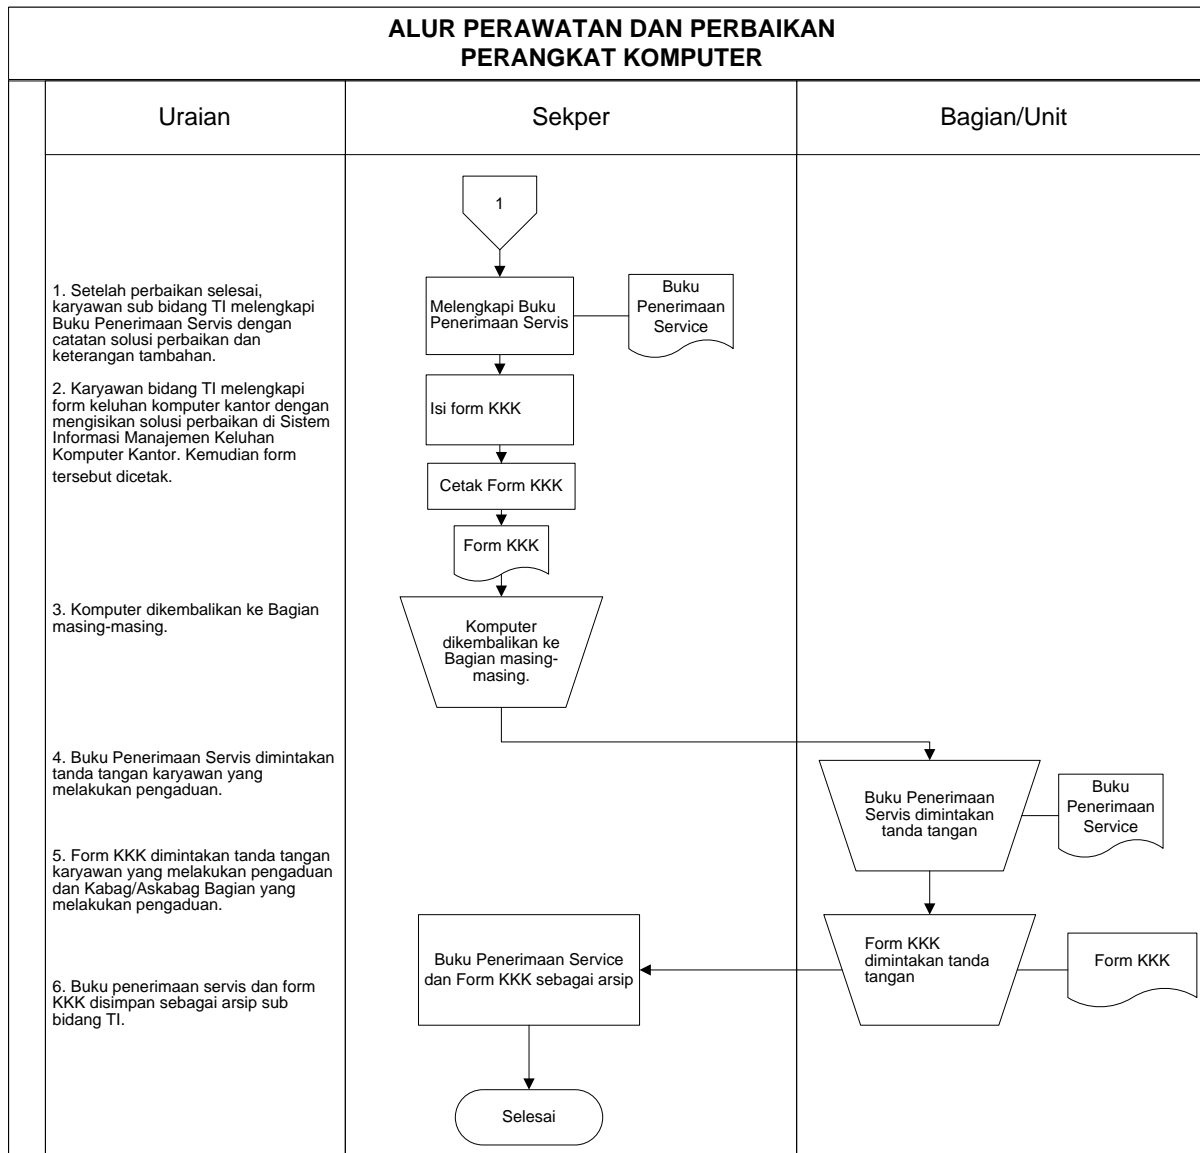 ALUR PERAWATAN DAN PERBAIKAN
PERANGKAT KOMPUTER
Uraian
Sekper
Bagian/Unit
1. Setelah perbaikan selesai,
karyawan sub bidang TI melengkapi
Buku Penerimaan Servis dengan
catatan solusi perbaikan dan
keterangan tambahan.
2. Karyawan bidang TI melengkapi
form keluhan komputer kantor dengan
mengisikan solusi perbaikan di Sistem
Informasi Manajemen Keluhan
Komputer Kantor. Kemudian form
tersebut dicetak.
3. Komputer dikembalikan ke Bagian
masing-masing.
4. Buku Penerimaan Servis dimintakan
tanda tangan karyawan yang
melakukan pengaduan.
5. Form KKK dimintakan tanda tangan
karyawan yang melakukan pengaduan
dan Kabag/Askabag Bagian yang
melakukan pengaduan.
6. Buku penerimaan servis dan form
KKK disimpan sebagai arsip sub
bidang TI.
1
Melengkapi Buku
Penerimaan Servis
Buku
Penerimaan
Service
Isi form KKK
Cetak Form KKK
Form KKK
Komputer
dikembalikan ke
Bagian masing-
masing.
Buku Penerimaan
Servis dimintakan
tanda tangan
Buku
Penerimaan
Service
Form KKK
dimintakan tanda
tangan
Form KKK
Buku Penerimaan Service
dan Form KKK sebagai arsip
Selesai